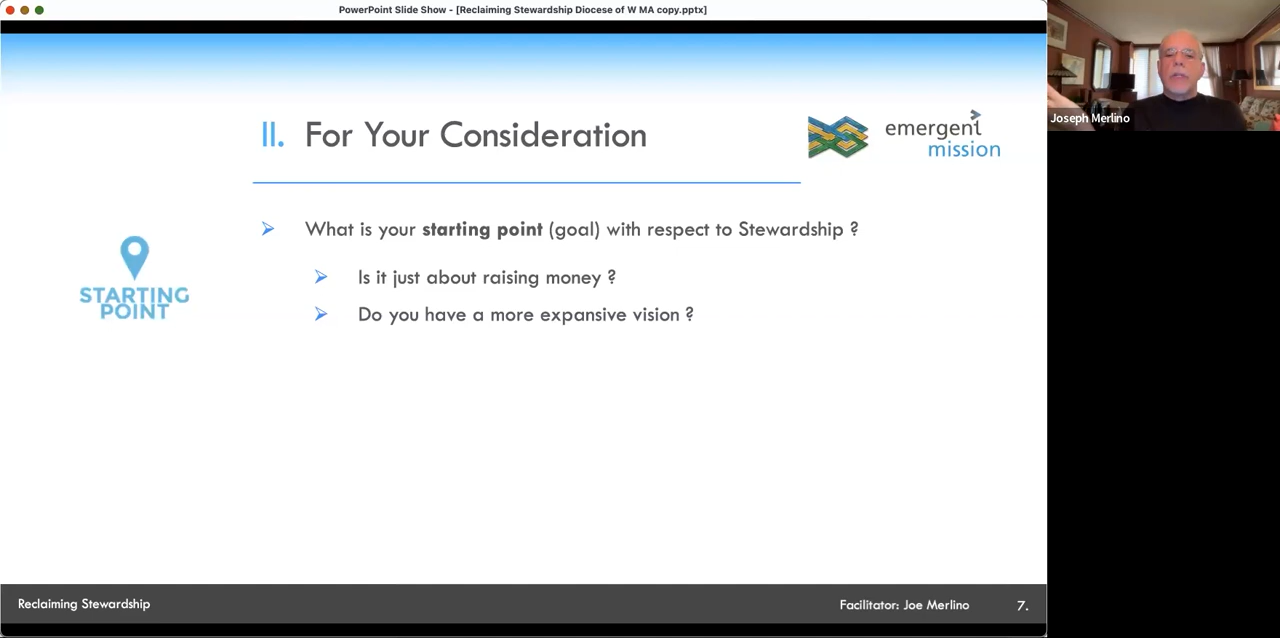 PowerPoint Slide Show - [Reclaiming Stewardship Diocese of W MA copy.pptx]
Joseph Merlino
II. For Your Consideration
emergent
mission
What is your starting point (goal) with respect to Stewardship ?
Is it just about raising money ?
Do you have a more expansive vision ?
STARTING
POINT
Reclaiming Stewardship
Facilitator: Joe Merlino
7.